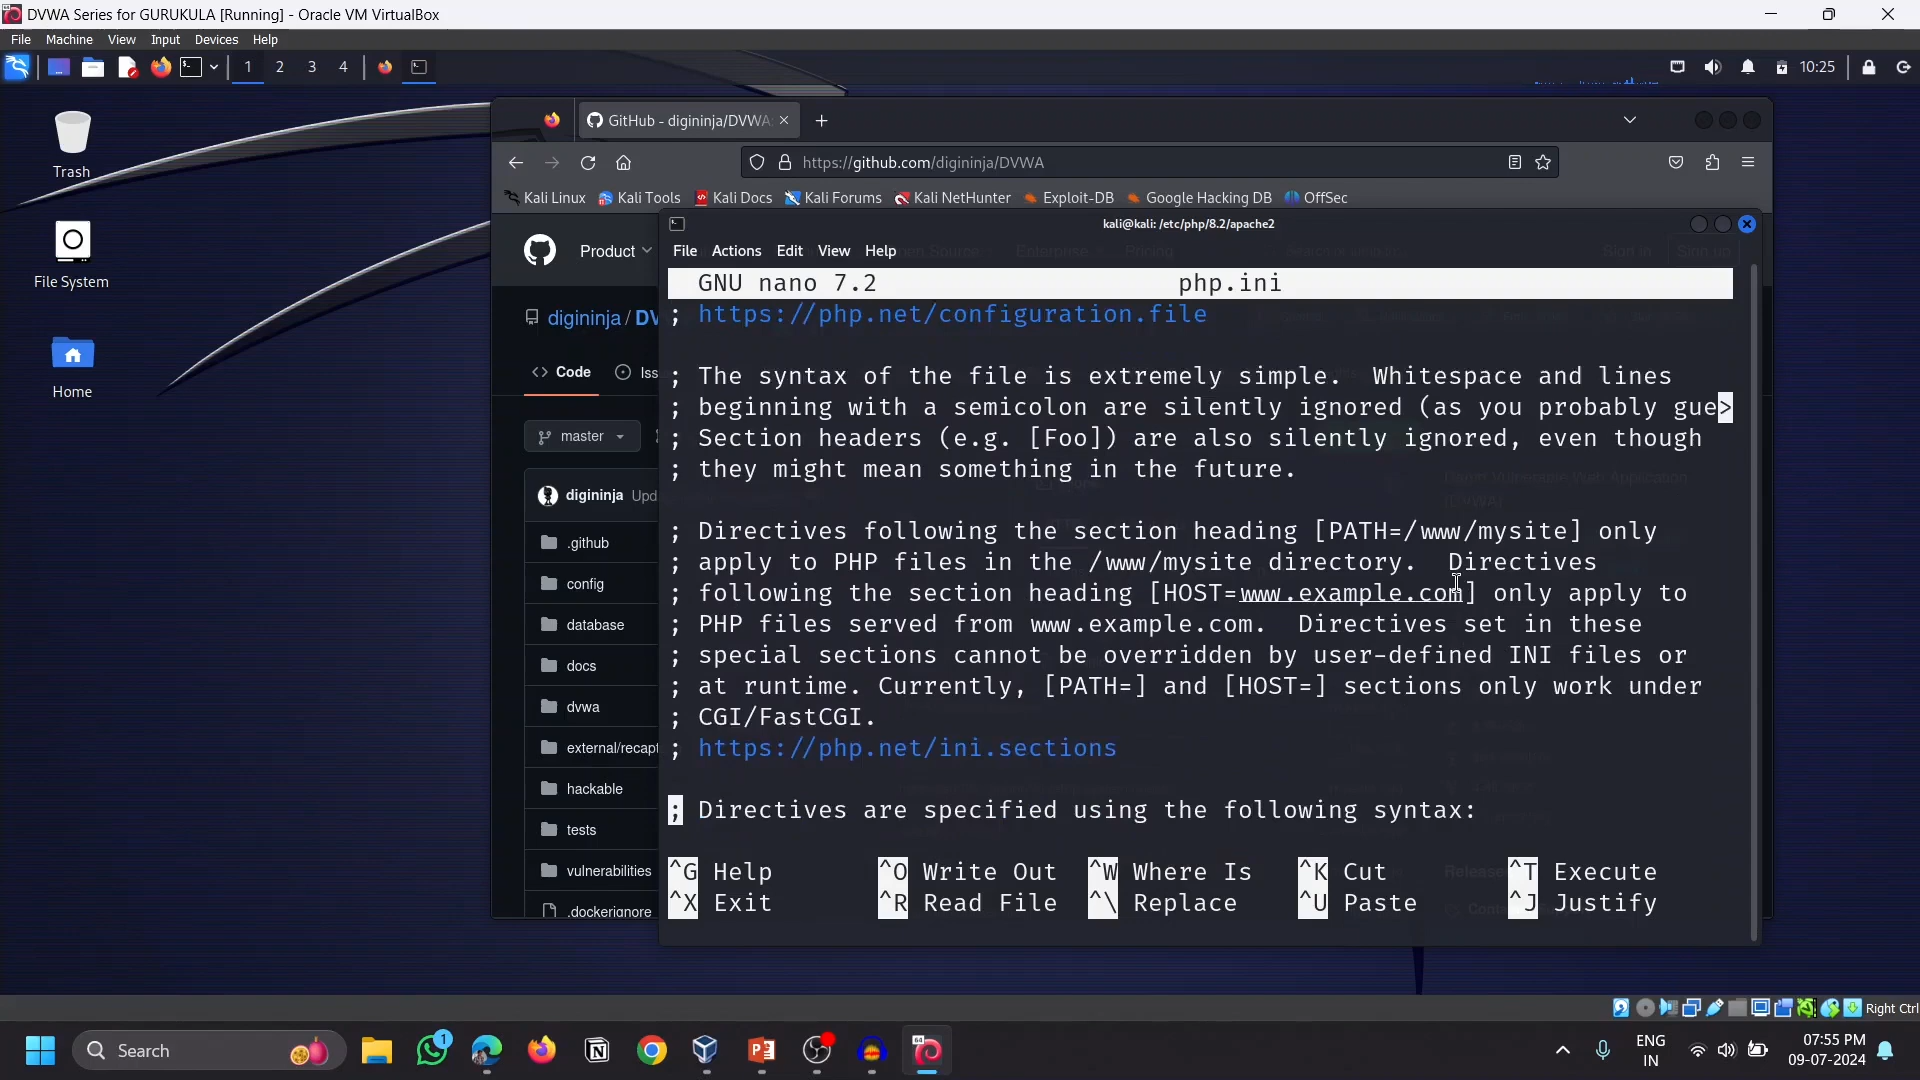 DVWA Series for GURUKULA [Running] - Oracle VM VirtualBox
File Machine View Input Devices Help
1 2 3 4
10:25
Trash
File System
Home
GitHub - digininja/DVWA:
https://github.com/digininja/DVWA
Kali Linux Kali Tools Kali Docs Kali Forums Kali NetHunter Exploit-DB Google Hacking DB OffSec
kali@kali: /etc/php/8.2/apache2
File Actions Edit View Help
Product
digininja / DV
<> Code Iss
master
digininja Upd
.github
config
database
docs
dvwa
external/recapt
hackable
tests
vulnerabilities
.dockerignore
GNU nano 7.2 php.ini
; https://php.net/configuration.file
; The syntax of the file is extremely simple.  Whitespace and lines
; beginning with a semicolon are silently ignored (as you probably gue>
; Section headers (e.g. [Foo]) are also silently ignored, even though
; they might mean something in the future.
; Directives following the section heading [PATH=/www/mysite] only
; apply to PHP files in the /www/mysite directory.  Directives
; following the section heading [HOST=www.example.com] only apply to
; PHP files served from www.example.com.  Directives set in these
; special sections cannot be overridden by user-defined INI files or
; at runtime. Currently, [PATH=] and [HOST=] sections only work under
; CGI/FastCGI.
; https://php.net/ini.sections
; Directives are specified using the following syntax:
^G Help ^O Write Out ^W Where Is ^K Cut ^T Execute
^X Exit ^R Read File ^\ Replace ^U Paste ^J Justify
Right Ctrl
Search
1
ENG
IN
07:55 PM
09-07-2024